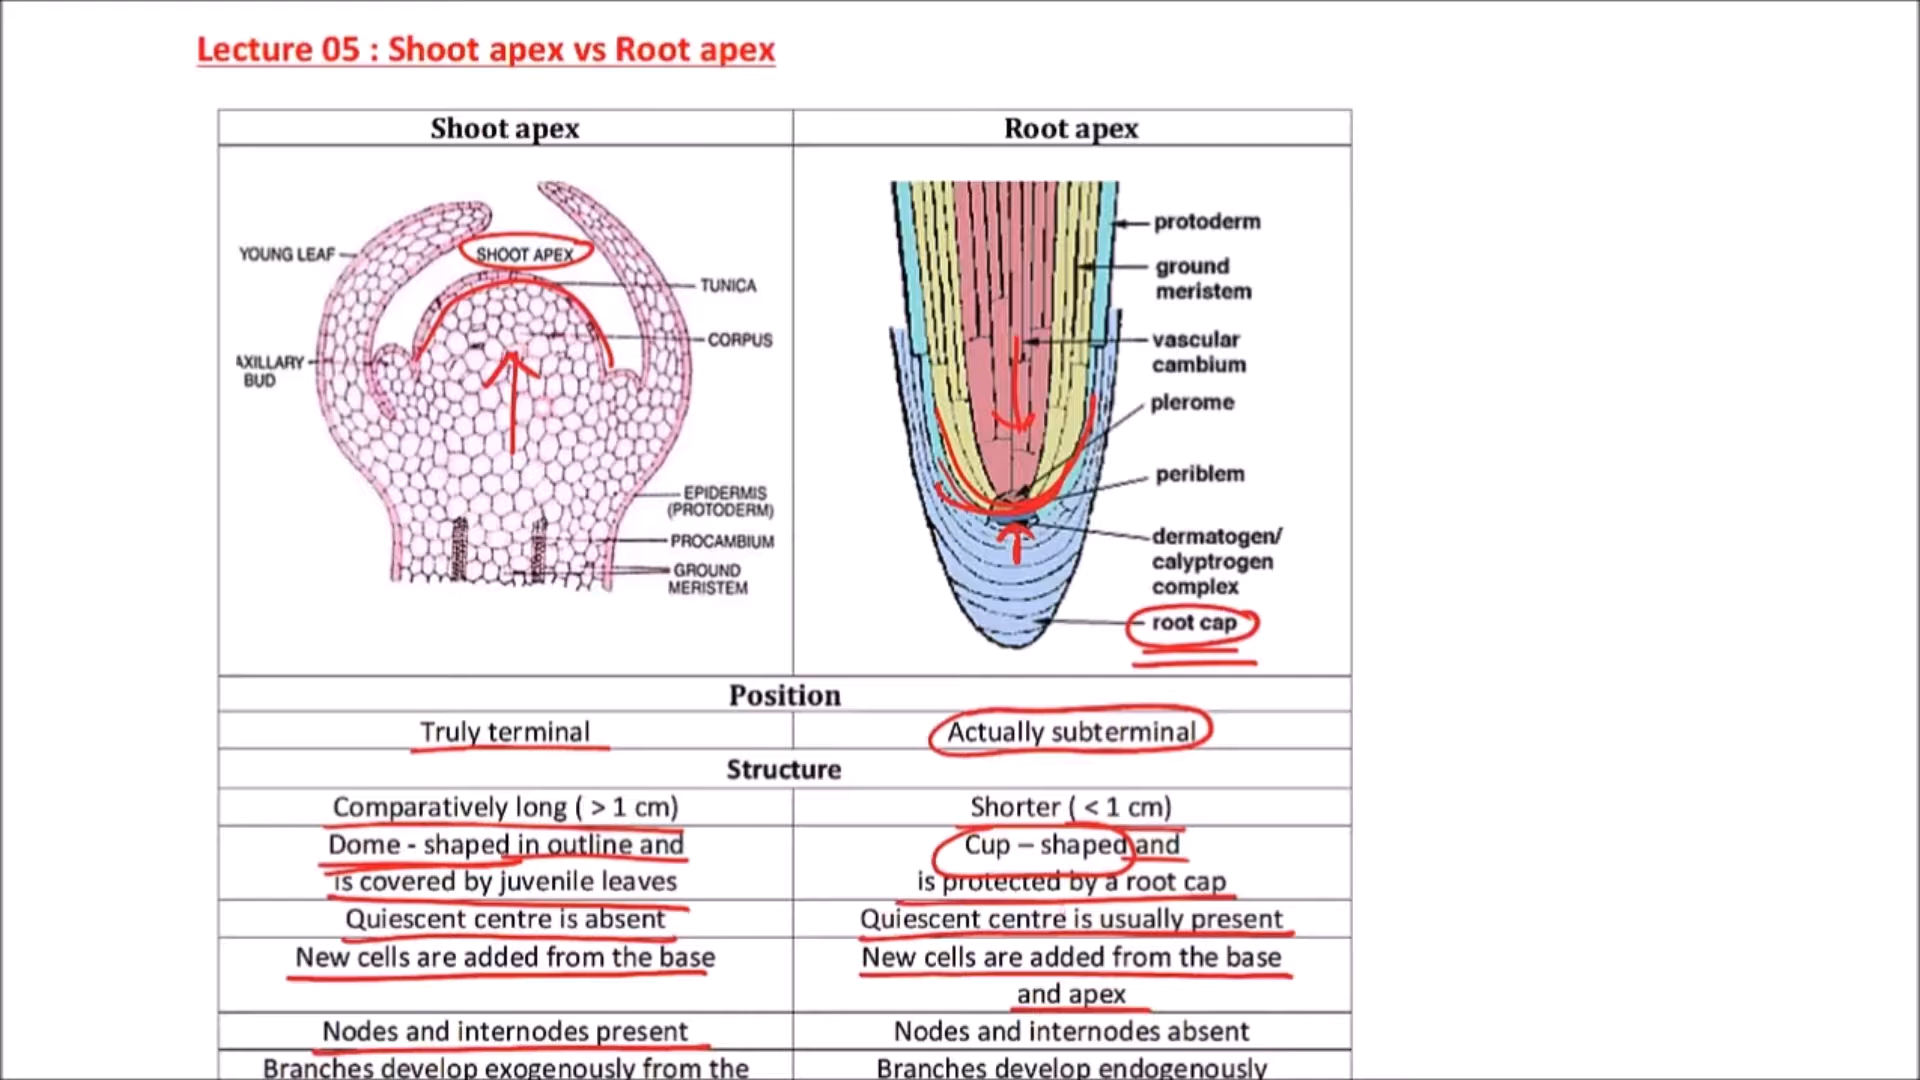 Lecture 05 : Shoot apex vs Root apex
Shoot apex
Root apex
YOUNG LEAF
SHOOT APEX
TUNICA
CORPUS
AXILLARY
BUD
EPIDERMIS
(PROTODERM)
PROCAMBIUM
GROUND
MERISTEM
protoderm
ground
meristem
vascular
cambium
plerome
periblem
dermatogen/
calyptrogen
complex
root cap
Position
Truly terminal
Actually subterminal
Structure
Comparatively long ( > 1 cm)
Shorter ( < 1 cm)
Dome - shaped in outline and
is covered by juvenile leaves
Cup – shaped and
is protected by a root cap
Quiescent centre is absent
Quiescent centre is usually present
New cells are added from the base
New cells are added from the base
and apex
Nodes and internodes present
Nodes and internodes absent
Branches develop exogenously from the
Branches develop endogenously